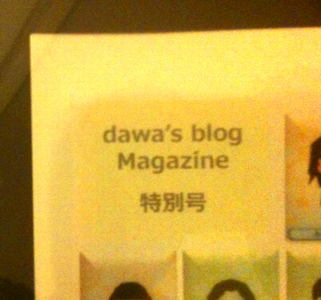 dawa's blog
Magazine
特別号